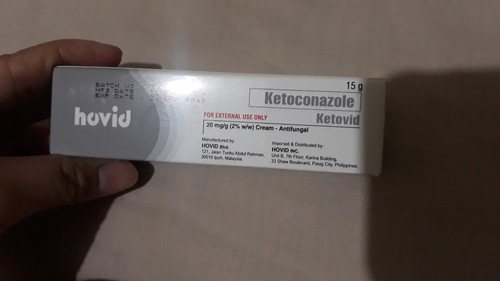 15 g
Ketoconazole
Ketovid
hovid
FOR EXTERNAL USE ONLY
20 mg/g (2% w/w) Cream - Antifungal
Manufactured by:
HOVID Bhd.
121, Jalan Tunku Abdul Rahman,
30010 Ipoh, Malaysia
Imported & Distributed by:
HOVID INC.
Unit B, 7th Floor, Karina Building,
33 Shaw Boulevard, Pasig City, Philippines.